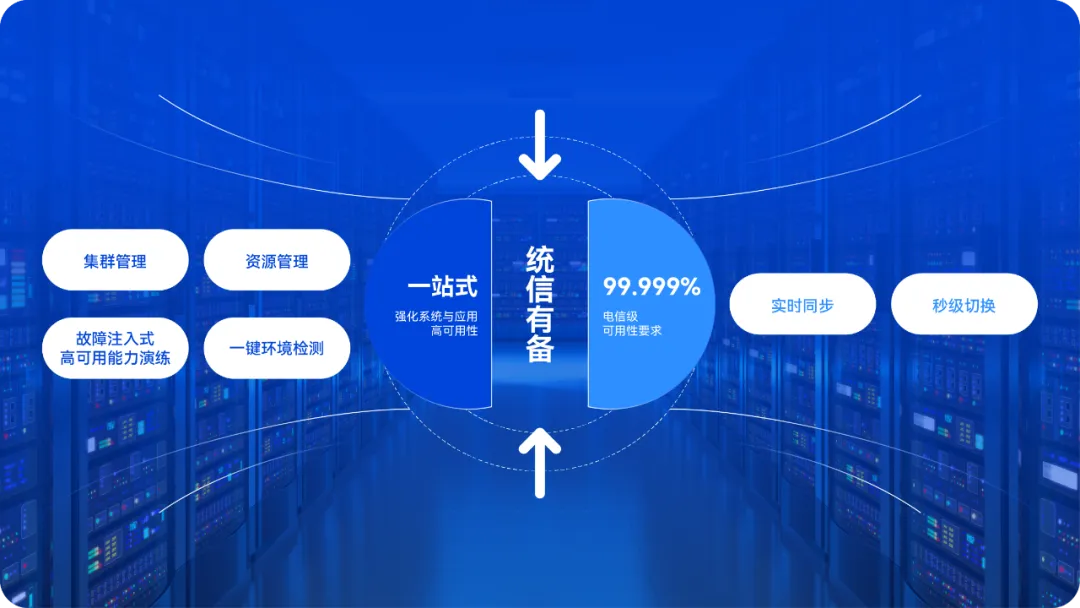 集群管理
资源管理
故障注入式
高可用能力演练
一键环境检测
一站式
强化系统与应用
高可用性
统信有备
99.999%
电信级
可用性要求
实时同步
秒级切换